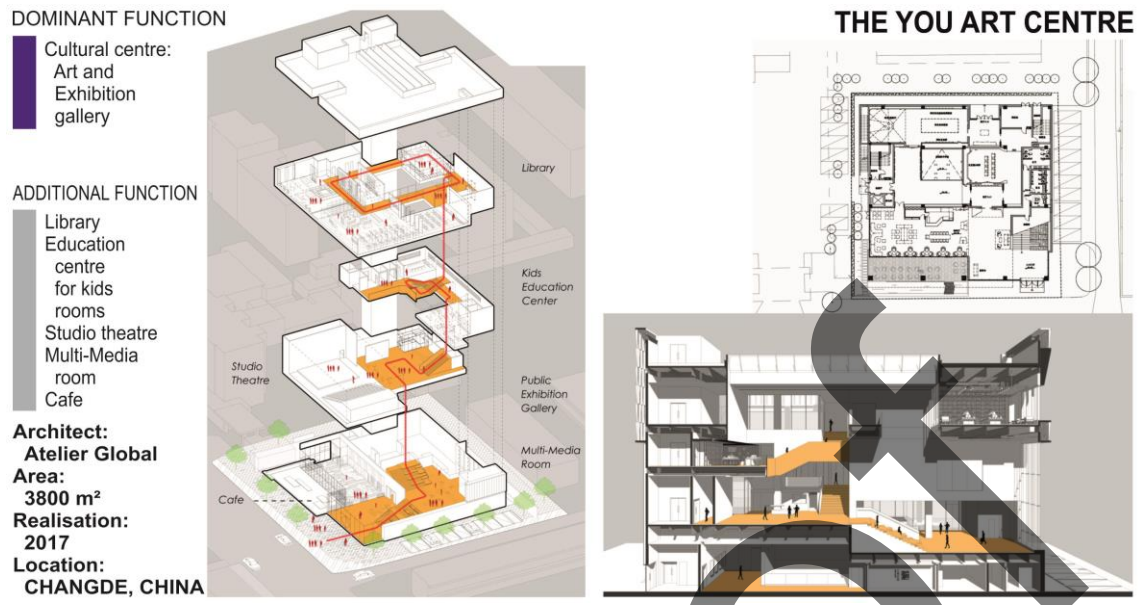 DOMINANT FUNCTION
Cultural centre:
Art and
Exhibition
gallery
ADDITIONAL FUNCTION
Library
Education
centre
for kids
rooms
Studio theatre
Multi-Media
room
Cafe
Architect:
Atelier Global
Area:
3800 m²
Realisation:
2017
Location:
CHANGDE, CHINA
Library
Kids
Education
Center
Studio
Theatre
Public
Exhibition
Gallery
Multi-Media
Room
Cafe
THE YOU ART CENTRE